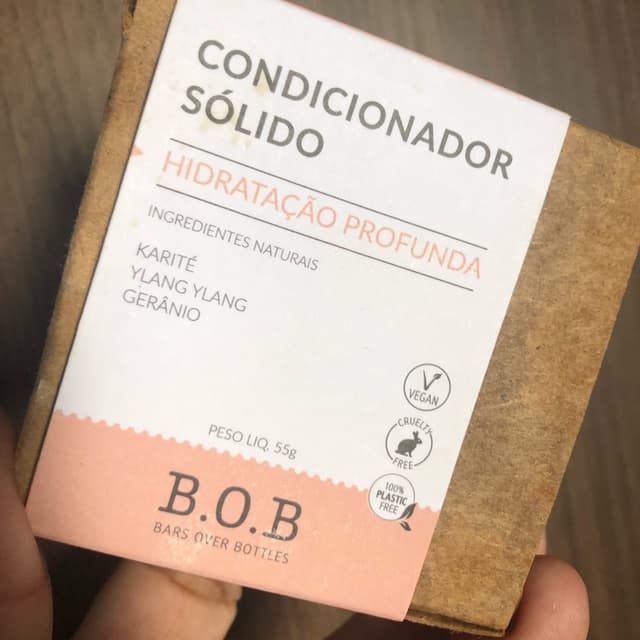 CONDICIONADOR
SÓLIDO
HIDRATAÇÃO PROFUNDA
INGREDIENTES NATURAIS
KARITÉ
YLANG YLANG
GERÂNIO
VEGAN
CRUELTY
FREE
100%
PLASTIC
FREE
PESO LIQ. 55g
B.O.B
BARS OVER BOTTLES